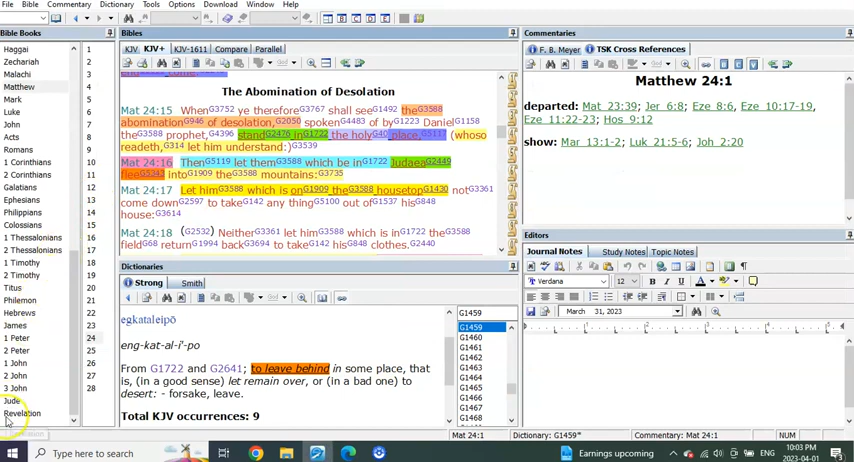 File Bible Commentary Dictionary Tools Options Download Window Help
Bible Books
Haggai
Zechariah
Malachi
Matthew
Mark
Luke
John
Acts
Romans
1 Corinthians
2 Corinthians
Galatians
Ephesians
Philippians
Colossians
1 Thessalonians
2 Thessalonians
1 Timothy
2 Timothy
Titus
Philemon
Hebrews
James
1 Peter
2 Peter
1 John
2 John
3 John
Jude
Revelation
1
2
3
4
5
6
7
8
9
10
11
12
13
14
15
16
17
18
19
20
21
22
23
24
25
26
27
28
Bibles
KJV KJV+ KJV-1611 Compare Parallel
The Abomination of Desolation
Mat 24:15 When G3752 ye therefore G3767 shall see G1492 the G3588
abomination G946 of desolation, G2050 spoken G4483 of by G1223 Daniel G1158
the G3588 prophet, G4396 stand G2476 in G1722 the holy G40 place, G5117 (whoso
readeth, G314 let him understand:) G3539
Mat 24:16 Then G5119 let them G3588 which be in G1722 Judaea G2449
flee G5343 into G1909 the G3588 mountains: G3735
Mat 24:17 Let him G3588 which is on G1909 the G3588 housetop G1430 not G3361
come down G2597 to take G142 any thing G5100 out of G1537 his G848
house: G3614
Mat 24:18 (G2532) Neither G3361 let him G3588 which is in G1722 the G3588
field G68 return G1994 back G3694 to take G142 his G848 clothes. G2440
Dictionaries
Strong Smith
egkataleipō
eng-kat-al-i'-po
From G1722 and G2641; to leave behind in some place, that
is, (in a good sense) let remain over, or (in a bad one) to
desert: - forsake, leave.
Total KJV occurrences: 9
G1459
G1459
G1460
G1461
G1462
G1463
G1464
G1465
G1466
G1467
G1468
Commentaries
F. B. Meyer TSK Cross References
Matthew 24:1
departed: Mat 23:39; Jer 6:8; Eze 8:6, Eze 10:17-19,
Eze 11:22-23; Hos 9:12
show: Mar 13:1-2; Luk 21:5-6; Joh 2:20
Editors
Journal Notes Study Notes Topic Notes
Verdana 12 B I U
March 31, 2023
1 2 3 4 5
Mat 24:1 Dictionary: G1459* Commentary: Mat 24:1 NUM
Type here to search
Earnings upcoming
10:03 PM
2023-04-01
3